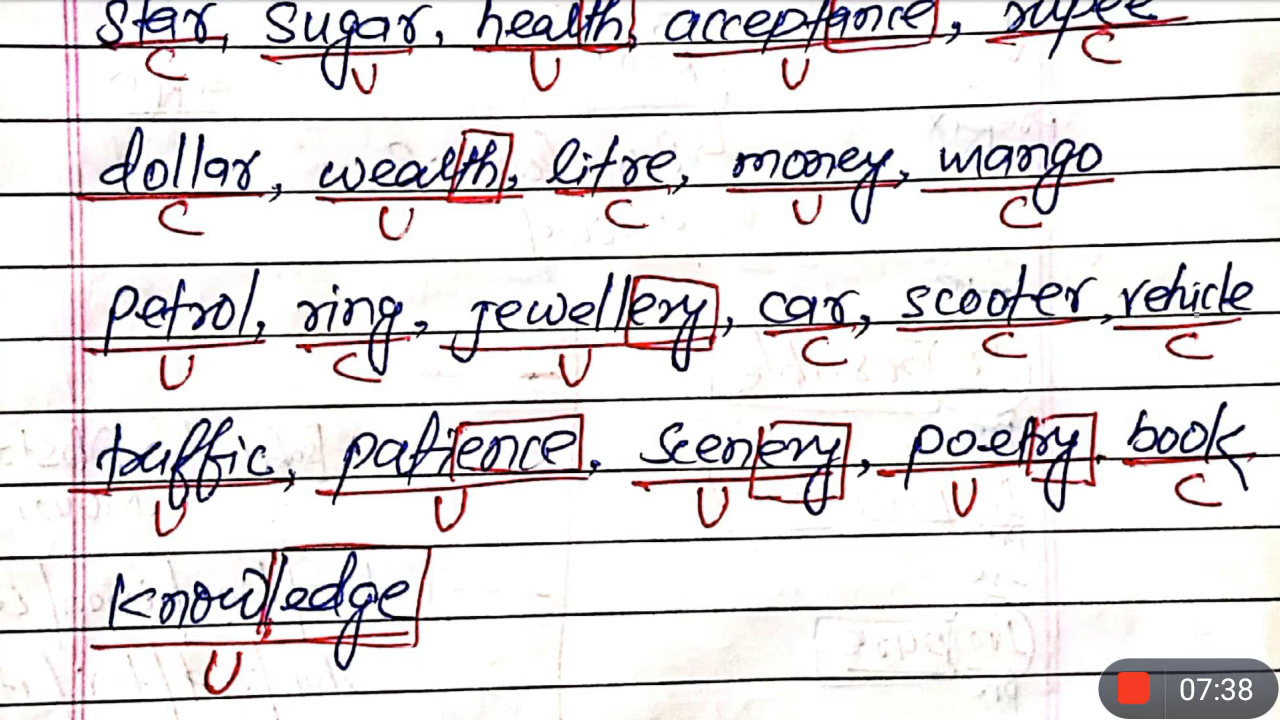 star, sugar, health, acceptance, rupee
C U U U C
dollar, wealth, litre, money, mango
C U C U C
petrol, ring, jewellery, car, scooter, vehicle
U C U C C C
traffic, patience, scenery, poetry, book
U U U U C
knowledge
U
07:38